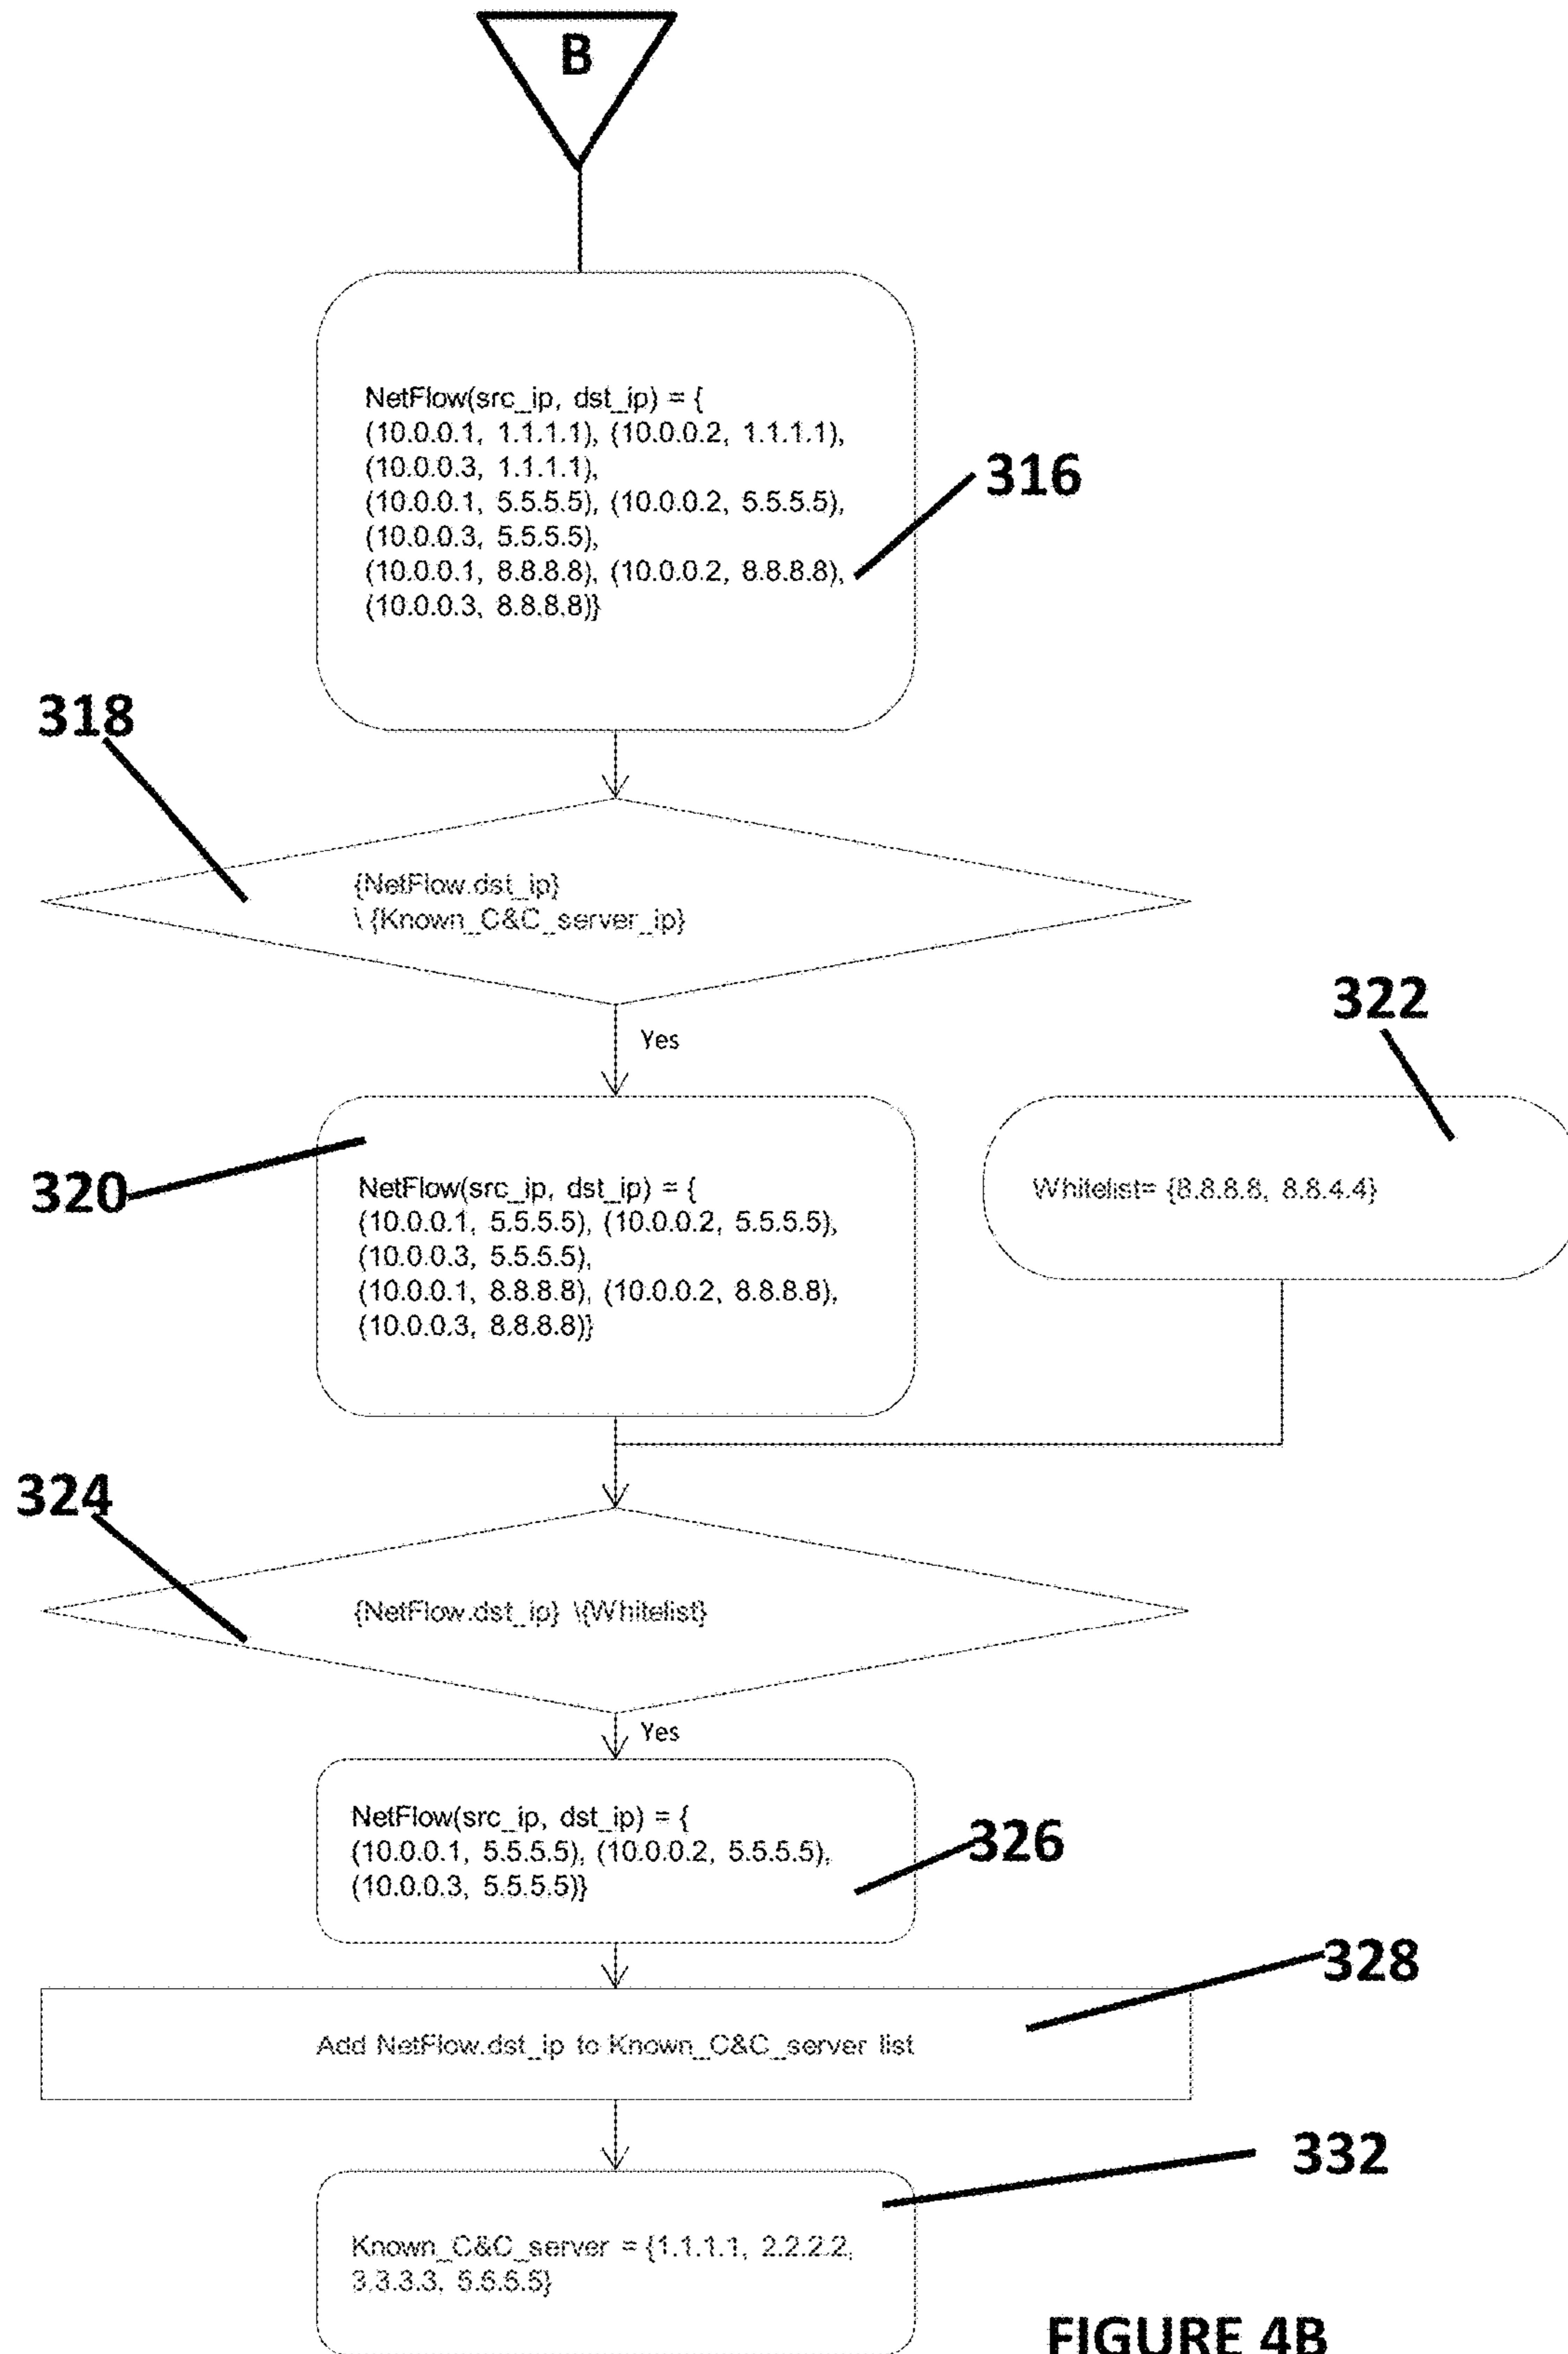 B
NetFlow(src_ip, dst_ip) = {
(10.0.0.1, 1.1.1.1), (10.0.0.2, 1.1.1.1),
(10.0.0.3, 1.1.1.1),
(10.0.0.1, 5.5.5.5), (10.0.0.2, 5.5.5.5),
(10.0.0.3, 5.5.5.5),
(10.0.0.1, 8.8.8.8), (10.0.0.2, 8.8.8.8),
(10.0.0.3, 8.8.8.8)}
316
318
{NetFlow.dst_ip}
\ {Known_C&C_server_ip}
Yes
322
320
NetFlow(src_ip, dst_ip) = {
(10.0.0.1, 5.5.5.5), (10.0.0.2, 5.5.5.5),
(10.0.0.3, 5.5.5.5),
(10.0.0.1, 8.8.8.8), (10.0.0.2, 8.8.8.8),
(10.0.0.3, 8.8.8.8)}
Whitelist= {8.8.8.8, 8.8.4.4}
324
{NetFlow.dst_ip} \{Whitelist}
Yes
NetFlow(src_ip, dst_ip) = {
(10.0.0.1, 5.5.5.5), (10.0.0.2, 5.5.5.5),
(10.0.0.3, 5.5.5.5)}
326
328
Add NetFlow.dst_ip to Known_C&C_server list
332
Known_C&C_server = {1.1.1.1, 2.2.2.2,
3.3.3.3, 5.5.5.5}
FIGURE 4B